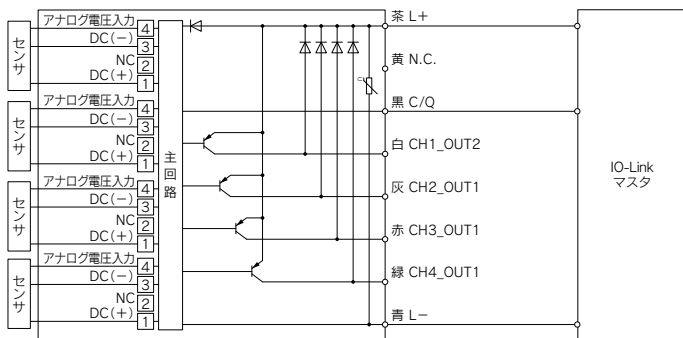 センサ
アナログ電圧入力 4
DC(−) 3
NC 2
DC(+) 1
センサ
アナログ電圧入力 4
DC(−) 3
NC 2
DC(+) 1
センサ
アナログ電圧入力 4
DC(−) 3
NC 2
DC(+) 1
センサ
アナログ電圧入力 4
DC(−) 3
NC 2
DC(+) 1
主回路
茶 L+
黄 N.C.
黒 C/Q
白 CH1_OUT2
灰 CH2_OUT1
赤 CH3_OUT1
緑 CH4_OUT1
青 L−
IO-Link
マスタ